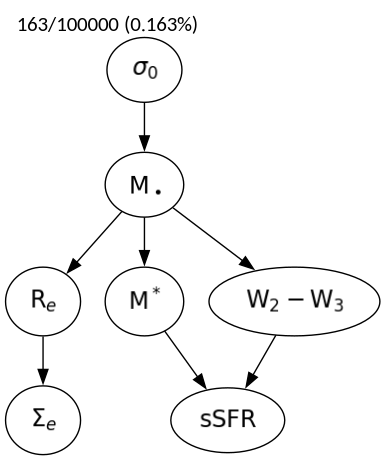 163/100000 (0.163%)
σ₀
M•
Rₑ
M*
W₂ − W₃
Σₑ
sSFR